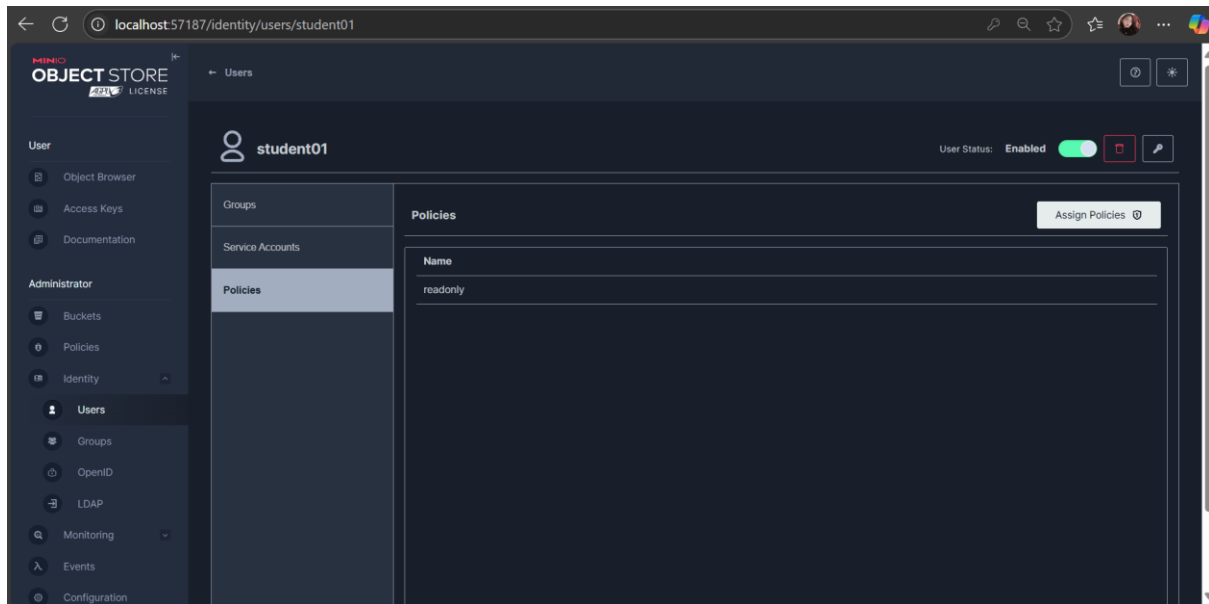 localhost:57187/identity/users/student01
MINIO
OBJECT STORE
AGPLv3 LICENSE
← Users
User
Object Browser
Access Keys
Documentation
Administrator
Buckets
Policies
Identity
Users
Groups
OpenID
LDAP
Monitoring
Events
Configuration
student01
User Status: Enabled
Groups
Service Accounts
Policies
Policies
Assign Policies
Name
readonly